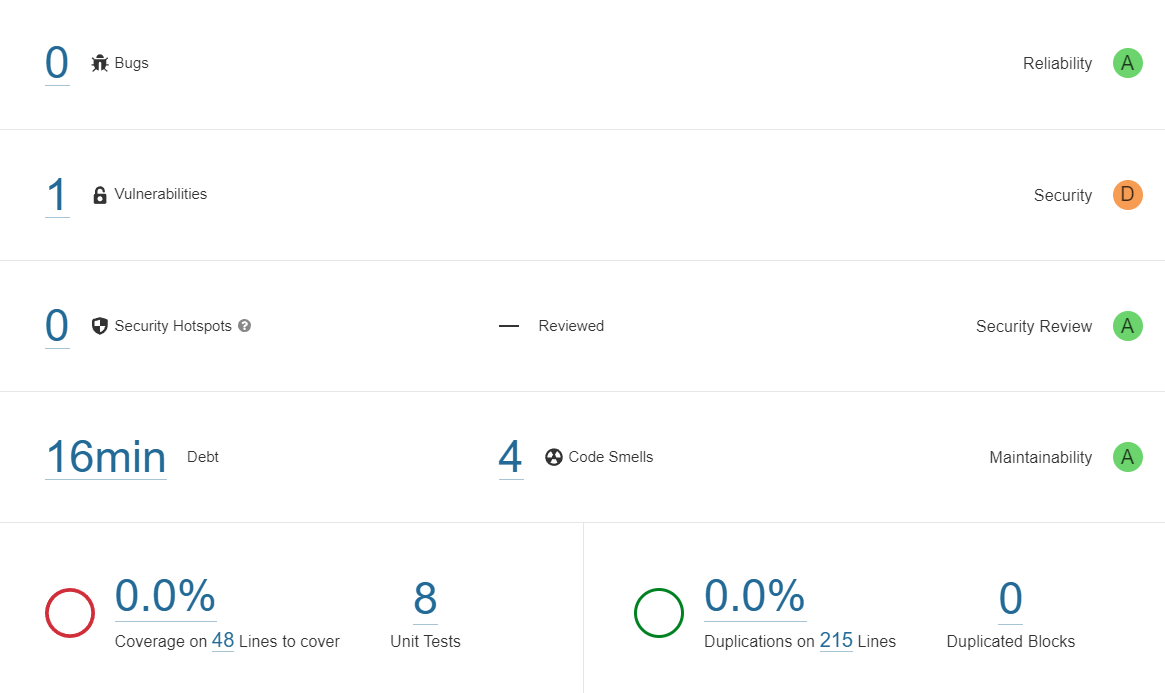 0 Bugs Reliability A
1 Vulnerabilities Security D
0 Security Hotspots ? — Reviewed Security Review A
16min Debt 4 Code Smells Maintainability A
0.0% 8 0.0% 0
Coverage on 48 Lines to cover Unit Tests Duplications on 215 Lines Duplicated Blocks